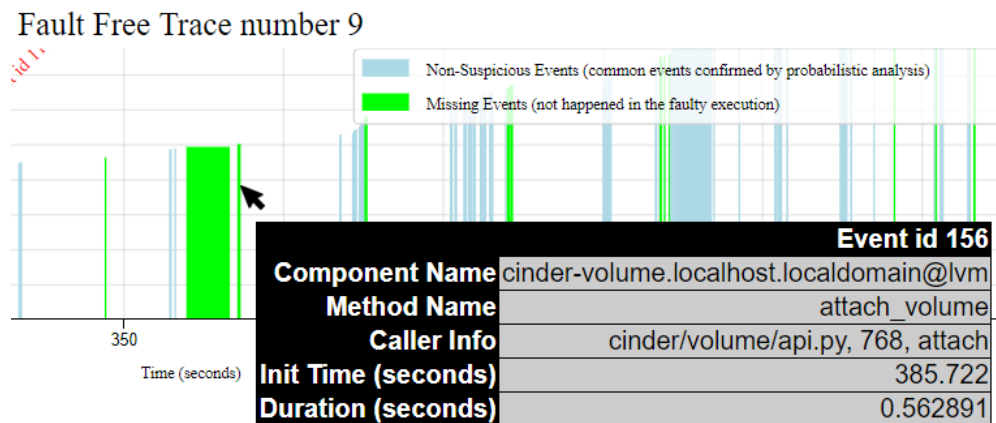 Fault Free Trace number 9
id 1
Non-Suspicious Events (common events confirmed by probabilistic analysis)
Missing Events (not happened in the faulty execution)
350
Time (seconds)
Event id 156
Component Name cinder-volume.localhost.localdomain@lvm
Method Name attach_volume
Caller Info cinder/volume/api.py, 768, attach
Init Time (seconds) 385.722
Duration (seconds) 0.562891